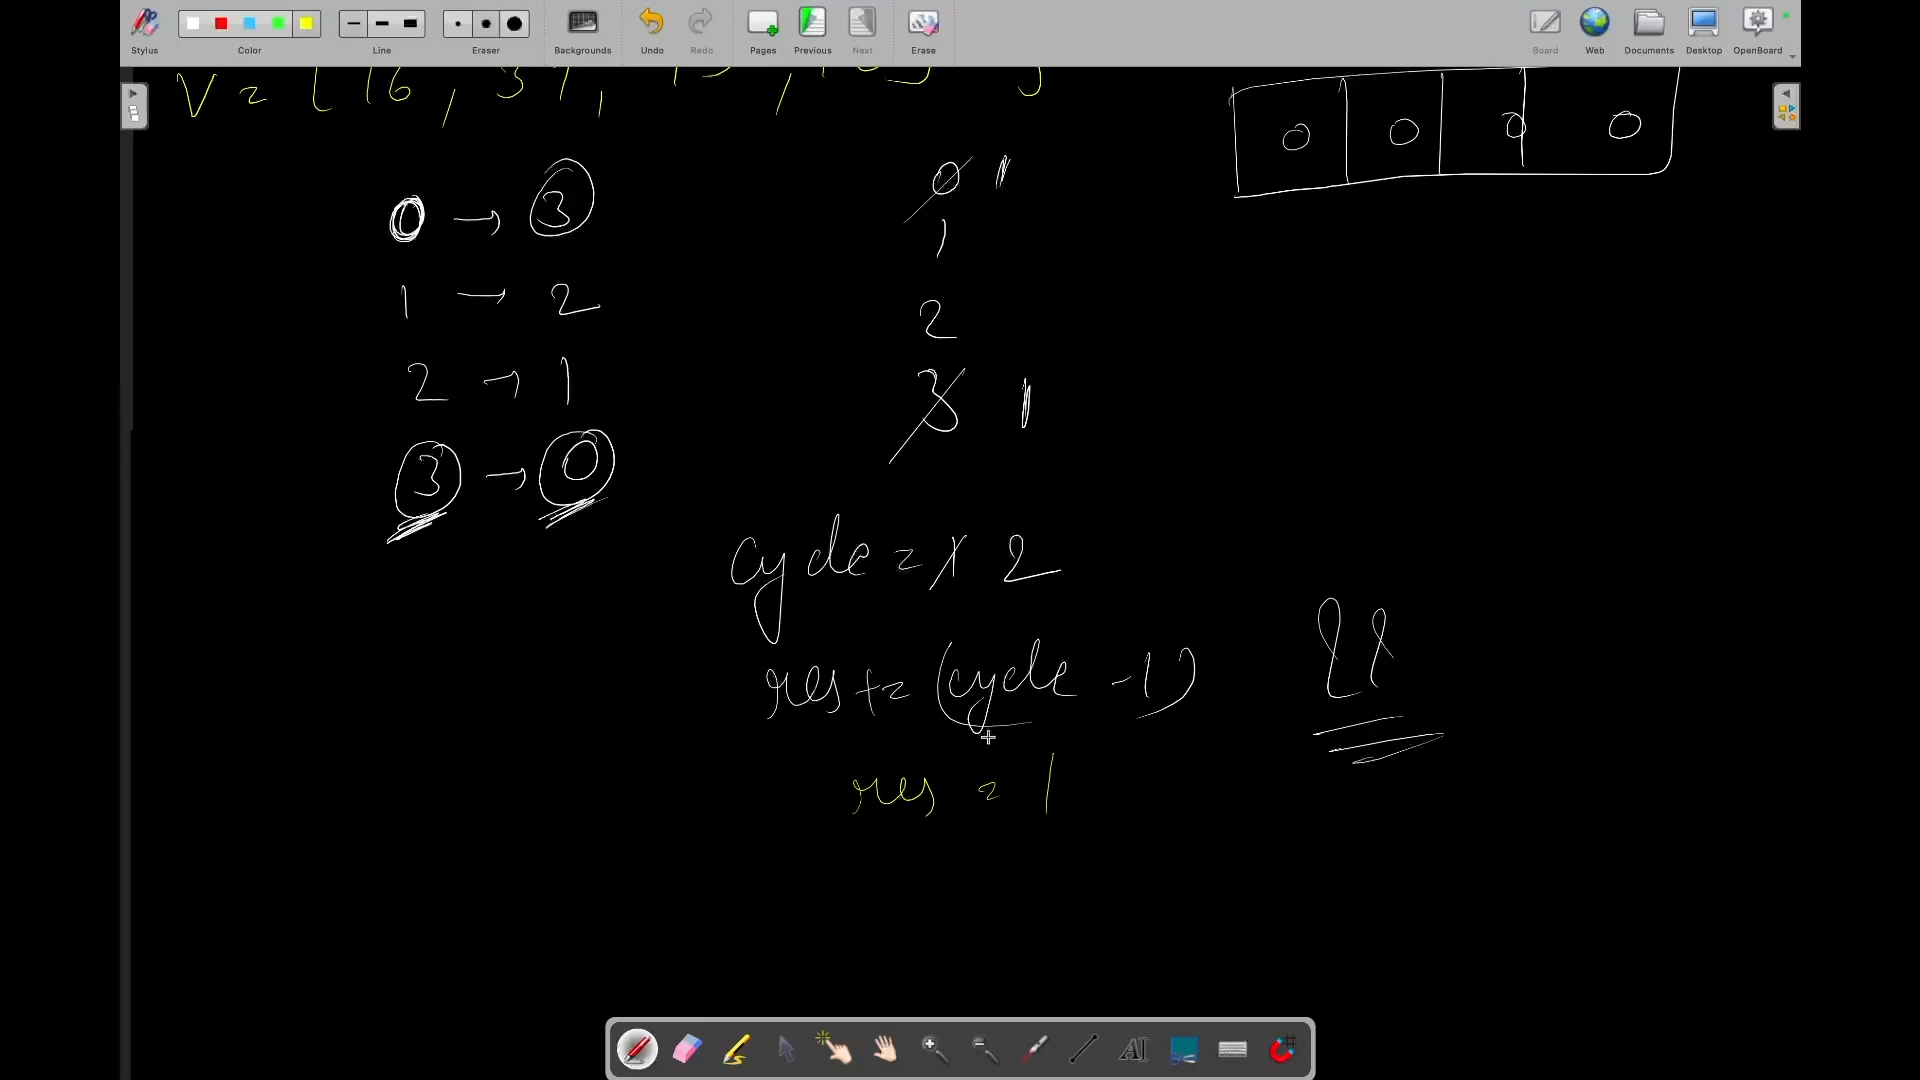 Stylus Color Line Eraser Backgrounds Undo Redo Pages Previous Next Erase Board Web Documents Desktop OpenBoard
V = [ 16 ,
0 0 0 0
0 → 3
1 → 2
2 → 1
3 → 0
0 1
1
2
3 1
cycle = 1 2
res += (cycle - 1)
res = 1